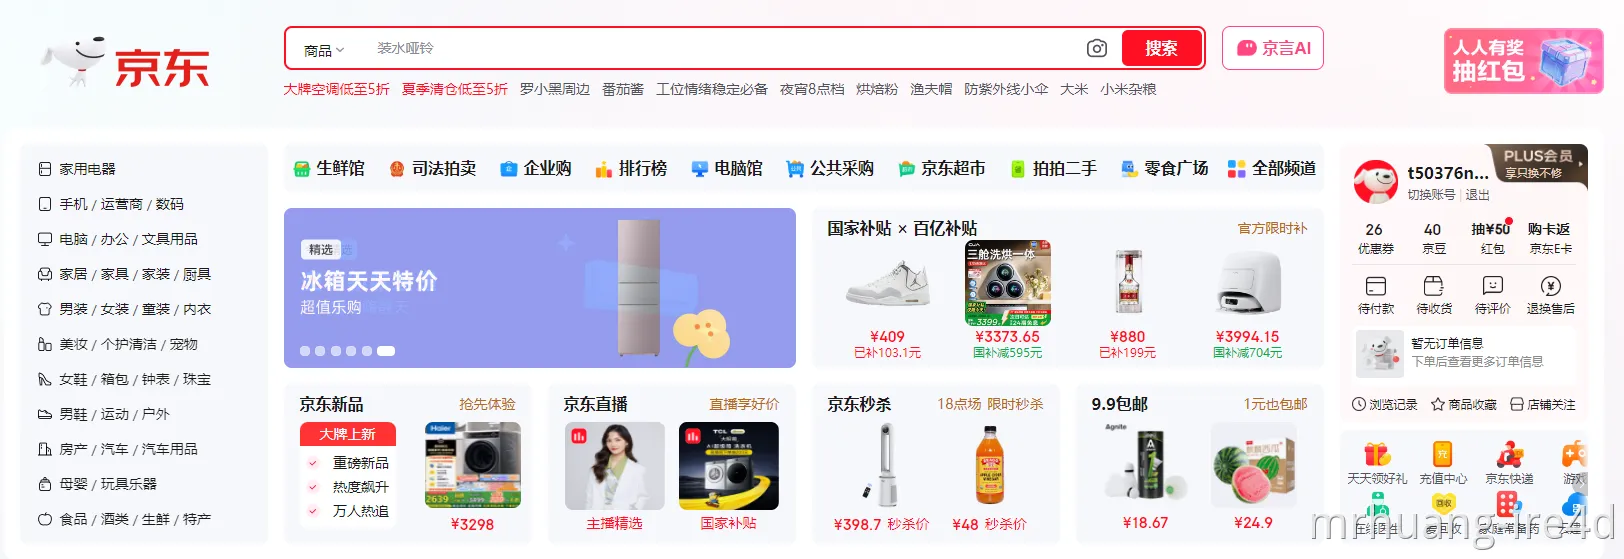 京东
商品
装水哑铃
搜索
京言AI
人人有奖
抽红包
大牌空调低至5折 夏季清仓低至5折 罗小黑周边 番茄酱 工位情绪稳定必备 夜宵8点档 烘焙粉 渔夫帽 防紫外线小伞 大米 小米杂粮
家用电器
手机 / 运营商 / 数码
电脑 / 办公 / 文具用品
家居 / 家具 / 家装 / 厨具
男装 / 女装 / 童装 / 内衣
美妆 / 个护清洁 / 宠物
女鞋 / 箱包 / 钟表 / 珠宝
男鞋 / 运动 / 户外
房产 / 汽车 / 汽车用品
母婴 / 玩具乐器
食品 / 酒类 / 生鲜 / 特产
生鲜馆 司法拍卖 企业购 排行榜 电脑馆 公共采购 京东超市 拍拍二手 零食广场 全部频道
精选
冰箱天天特价
超值乐购
国家补贴 × 百亿补贴
官方限时补
三舱洗烘一体
3399
¥409
已补103.1元
¥3373.65
国补减595元
¥880
已补199元
¥3994.15
国补减704元
京东新品
抢先体验
大牌上新
重磅新品
热度飙升
万人热追
Haier
2639
¥3298
京东直播
直播享好价
主播精选
TCL
国家补贴
京东秒杀
18点场 限时秒杀
¥398.7 秒杀价
¥48 秒杀价
9.9包邮
1元也包邮
Agnite
¥18.67
¥24.9
t50376n...
切换账号 | 退出
PLUS会员
享只换不修
26
优惠券
40
京豆
抽¥50
红包
购卡返
京东E卡
待付款
待收货
待评价
退换售后
暂无订单信息
下单后查看更多订单信息
浏览记录
商品收藏
店铺关注
天天领好礼
充值中心
京东快递
游戏
mrhuang-ire4d